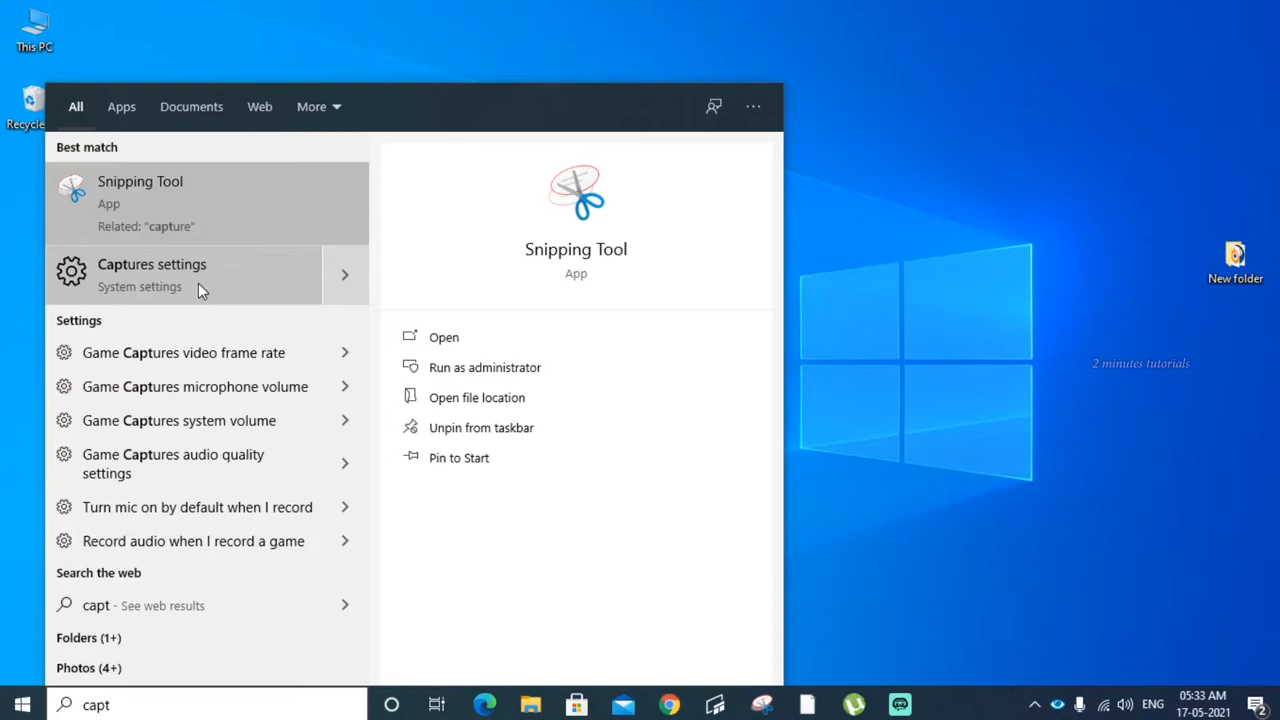 This PC
Recycle
All Apps Documents Web More
Best match
Snipping Tool
App
Related: "capture"
Captures settings
System settings
Settings
Game Captures video frame rate
Game Captures microphone volume
Game Captures system volume
Game Captures audio quality
settings
Turn mic on by default when I record
Record audio when I record a game
Search the web
capt - See web results
Folders (1+)
Photos (4+)
Snipping Tool
App
Open
Run as administrator
Open file location
Unpin from taskbar
Pin to Start
New folder
2 minutes tutorials
capt
ENG
05:33 AM
17-05-2021
2